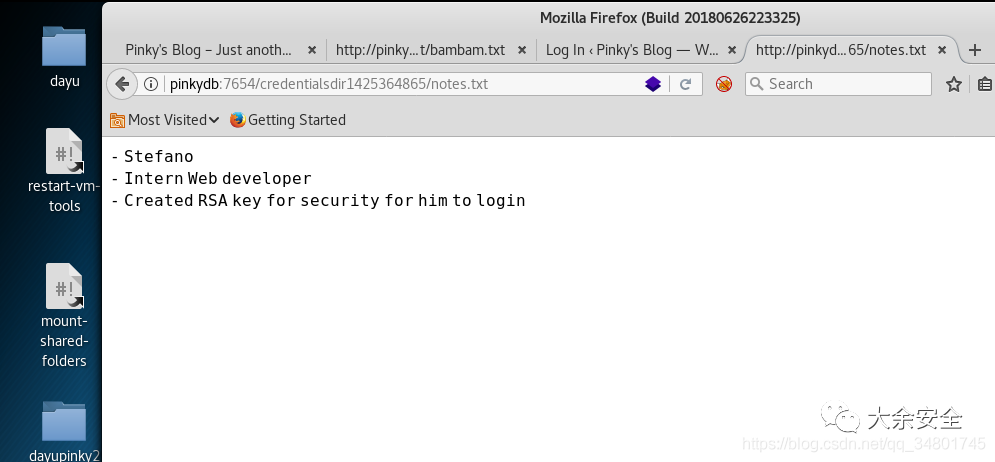 Mozilla Firefox (Build 20180626223325)
Pinky's Blog – Just anoth... × http://pinky...t/bambam.txt × Log In ‹ Pinky's Blog — W... × http://pinkyd...65/notes.txt ×
pinkydb:7654/credentialsdir1425364865/notes.txt
Search
Most Visited
Getting Started
- Stefano
- Intern Web developer
- Created RSA key for security for him to login
dayu
#!
restart-vm-
tools
#!
mount-
shared-
folders
dayupinky2
大余安全
https://blog.csdn.net/qq_34801745